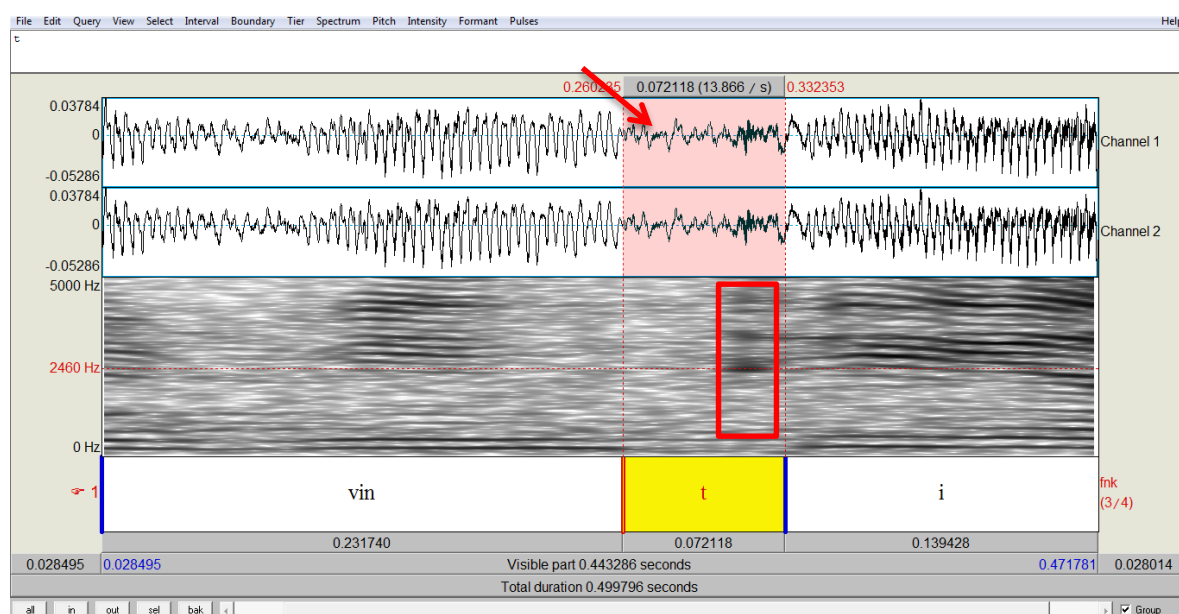 File Edit Query View Select Interval Boundary Tier Spectrum Pitch Intensity Formant Pulses Help
t
0.260235 0.072118 (13.866 / s) 0.332353
0.03784
0
-0.05286
Channel 1
0.03784
0
-0.05286
Channel 2
5000 Hz
2460 Hz
0 Hz
☞ 1 vin t i fnk
(3/4)
0.231740 0.072118 0.139428
0.028495 0.028495 Visible part 0.443286 seconds 0.471781 0.028014
Total duration 0.499796 seconds
all in out sel bak Group